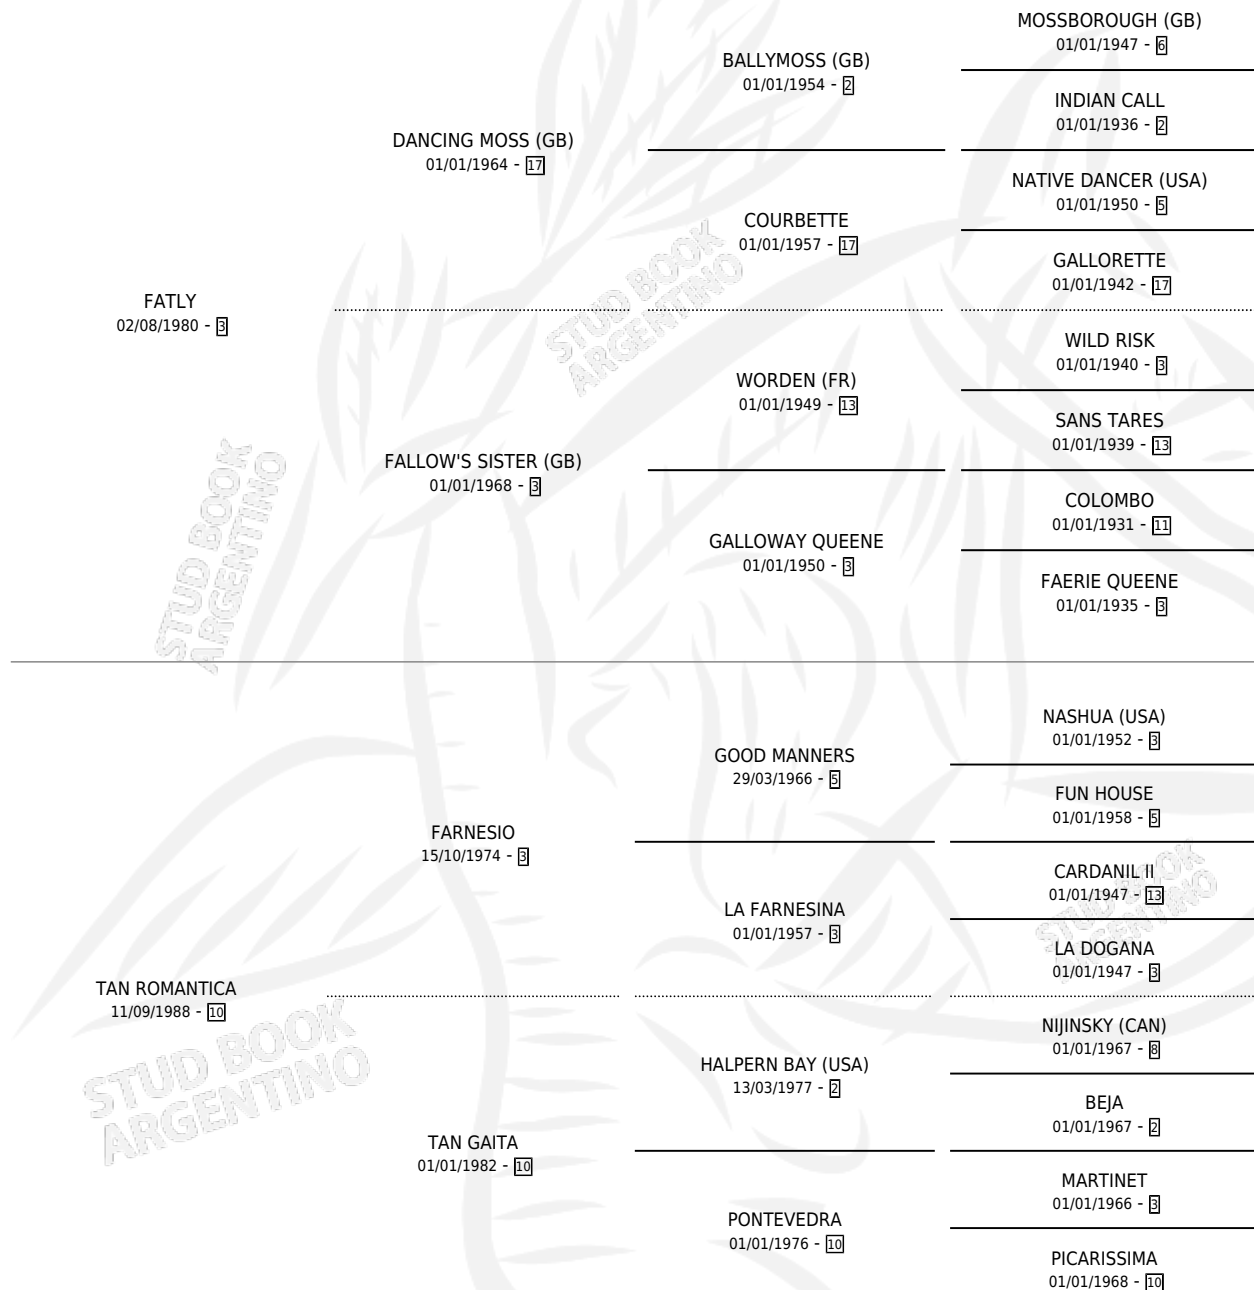 MOSSBOROUGH (GB)
01/01/1947 - 6
BALLYMOSS (GB)
01/01/1954 - 2
INDIAN CALL
01/01/1936 - 2
DANCING MOSS (GB)
01/01/1964 - 17
NATIVE DANCER (USA)
01/01/1950 - 5
COURBETTE
01/01/1957 - 17
GALLORETTE
01/01/1942 - 17
FATLY
02/08/1980 - 3
WILD RISK
01/01/1940 - 3
WORDEN (FR)
01/01/1949 - 13
SANS TARES
01/01/1939 - 13
FALLOW'S SISTER (GB)
01/01/1968 - 3
COLOMBO
01/01/1931 - 11
GALLOWAY QUEENE
01/01/1950 - 3
FAERIE QUEENE
01/01/1935 - 3
NASHUA (USA)
01/01/1952 - 3
GOOD MANNERS
29/03/1966 - 5
FUN HOUSE
01/01/1958 - 5
FARNESIO
15/10/1974 - 3
CARDANIL II
01/01/1947 - 13
LA FARNESINA
01/01/1957 - 3
LA DOGANA
01/01/1947 - 3
TAN ROMANTICA
11/09/1988 - 10
NIJINSKY (CAN)
01/01/1967 - 8
HALPERN BAY (USA)
13/03/1977 - 2
BEJA
01/01/1967 - 2
TAN GAITA
01/01/1982 - 10
MARTINET
01/01/1966 - 3
PONTEVEDRA
01/01/1976 - 10
PICARISSIMA
01/01/1968 - 10
STUD BOOK
ARGENTINO
STUD BOOK
ARGENTINO
STUD BOOK
ARGENTINO
STUD BOOK
ARGENTINO